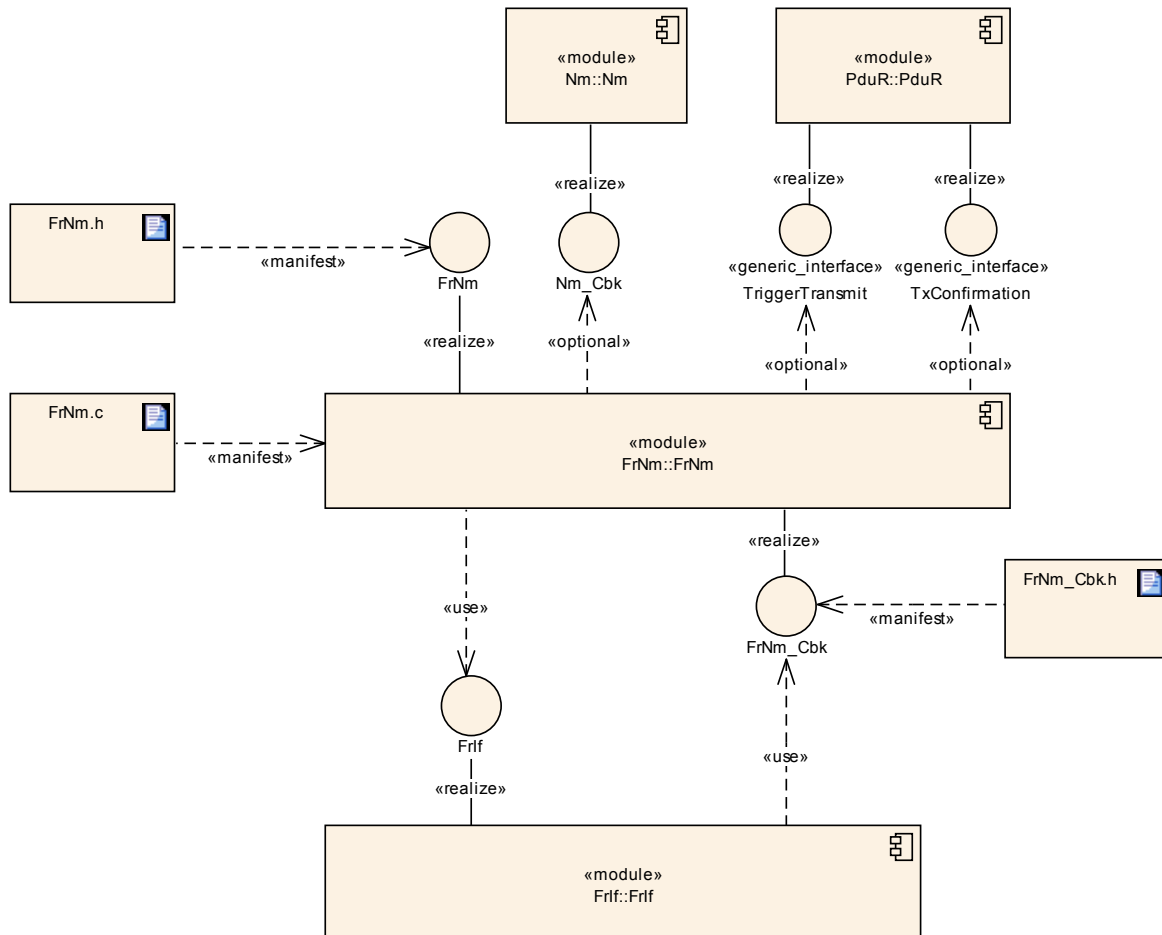 «module»
Nm::Nm
«module»
PduR::PduR
«realize»
«realize»
«realize»
FrNm.h
«manifest»
FrNm
Nm_Cbk
«generic_interface»
TriggerTransmit
«generic_interface»
TxConfirmation
«realize»
«optional»
«optional»
«optional»
FrNm.c
«manifest»
«module»
FrNm::FrNm
«realize»
FrNm_Cbk.h
«use»
«manifest»
FrNm_Cbk
FrIf
«use»
«realize»
«module»
FrIf::FrIf